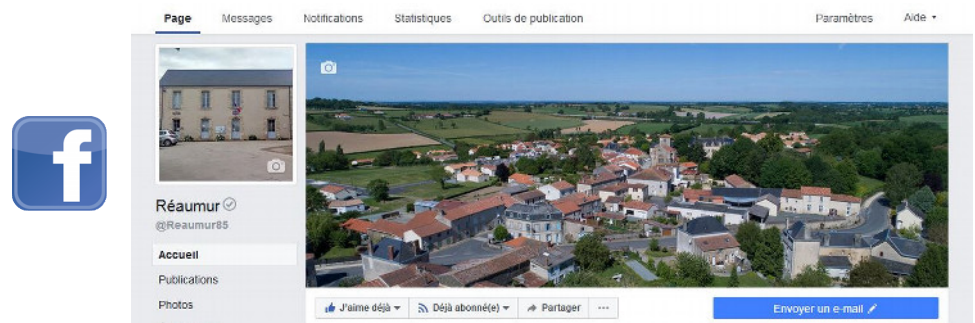 Page Messages Notifications Statistiques Outils de publication Paramètres Aide
f
Réaumur
@Reaumur85
Accueil
Publications
Photos
J'aime déjà Déjà abonné(e) Partager ... Envoyer un e-mail